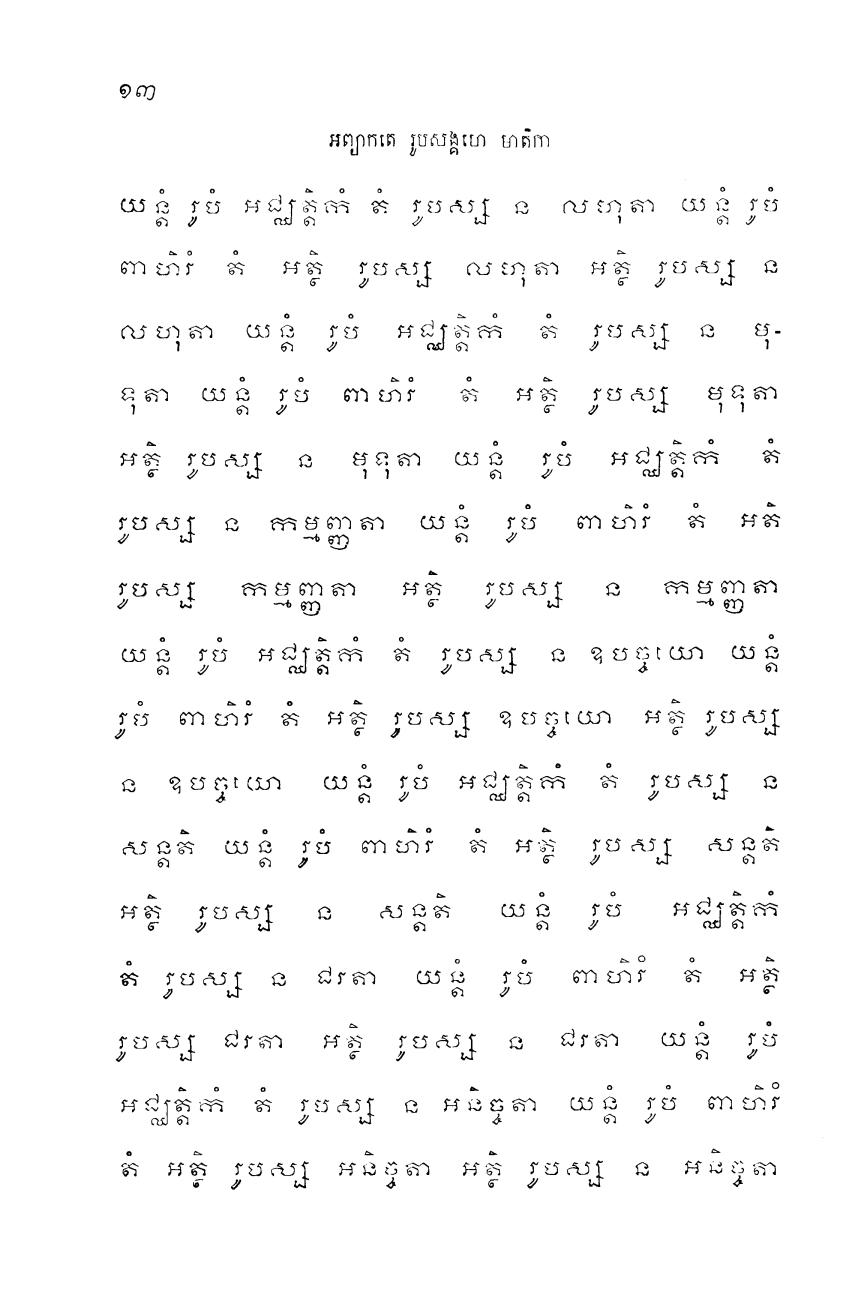 ១៣
អព្យាកតេ រូបសង្គហេ មាតិកា
យន្តំ រូបំ អជ្ឈត្តិកំ តំ រូបស្ស ន លហុតា យន្តំ រូបំ
ពាហិរំ តំ អត្ថិ រូបស្ស លហុតា អត្ថិ រូបស្ស ន
លហុតា យន្តំ រូបំ អជ្ឈត្តិកំ តំ រូបស្ស ន មុ-
ទុតា យន្តំ រូបំ ពាហិរំ តំ អត្ថិ រូបស្ស មុទុតា
អត្ថិ រូបស្ស ន មុទុតា យន្តំ រូបំ អជ្ឈត្តិកំ តំ
រូបស្ស ន កម្មញ្ញតា យន្តំ រូបំ ពាហិរំ តំ អតិ
រូបស្ស កម្មញ្ញតា អត្ថិ រូបស្ស ន កម្មញ្ញតា
យន្តំ រូបំ អជ្ឈត្តិកំ តំ រូបស្ស ន ឧបច្ចយោ យន្តំ
រូបំ ពាហិរំ តំ អត្ថិ រូបស្ស ឧបច្ចយោ អត្ថិ រូបស្ស
ន ឧបច្ចយោ យន្តំ រូបំ អជ្ឈត្តិកំ តំ រូបស្ស ន
សន្តតិ យន្តំ រូបំ ពាហិរំ តំ អត្ថិ រូបស្ស សន្តតិ
អត្ថិ រូបស្ស ន សន្តតិ យន្តំ រូបំ អជ្ឈត្តិកំ
តំ រូបស្ស ន ជរតា យន្តំ រូបំ ពាហិរំ តំ អត្ថិ
រូបស្ស ជរតា អត្ថិ រូបស្ស ន ជរតា យន្តំ រូបំ
អជ្ឈត្តិកំ តំ រូបស្ស ន អនិច្ចតា យន្តំ រូបំ ពាហិរំ
តំ អត្ថិ រូបស្ស អនិច្ចតា អត្ថិ រូបស្ស ន អនិច្ចតា